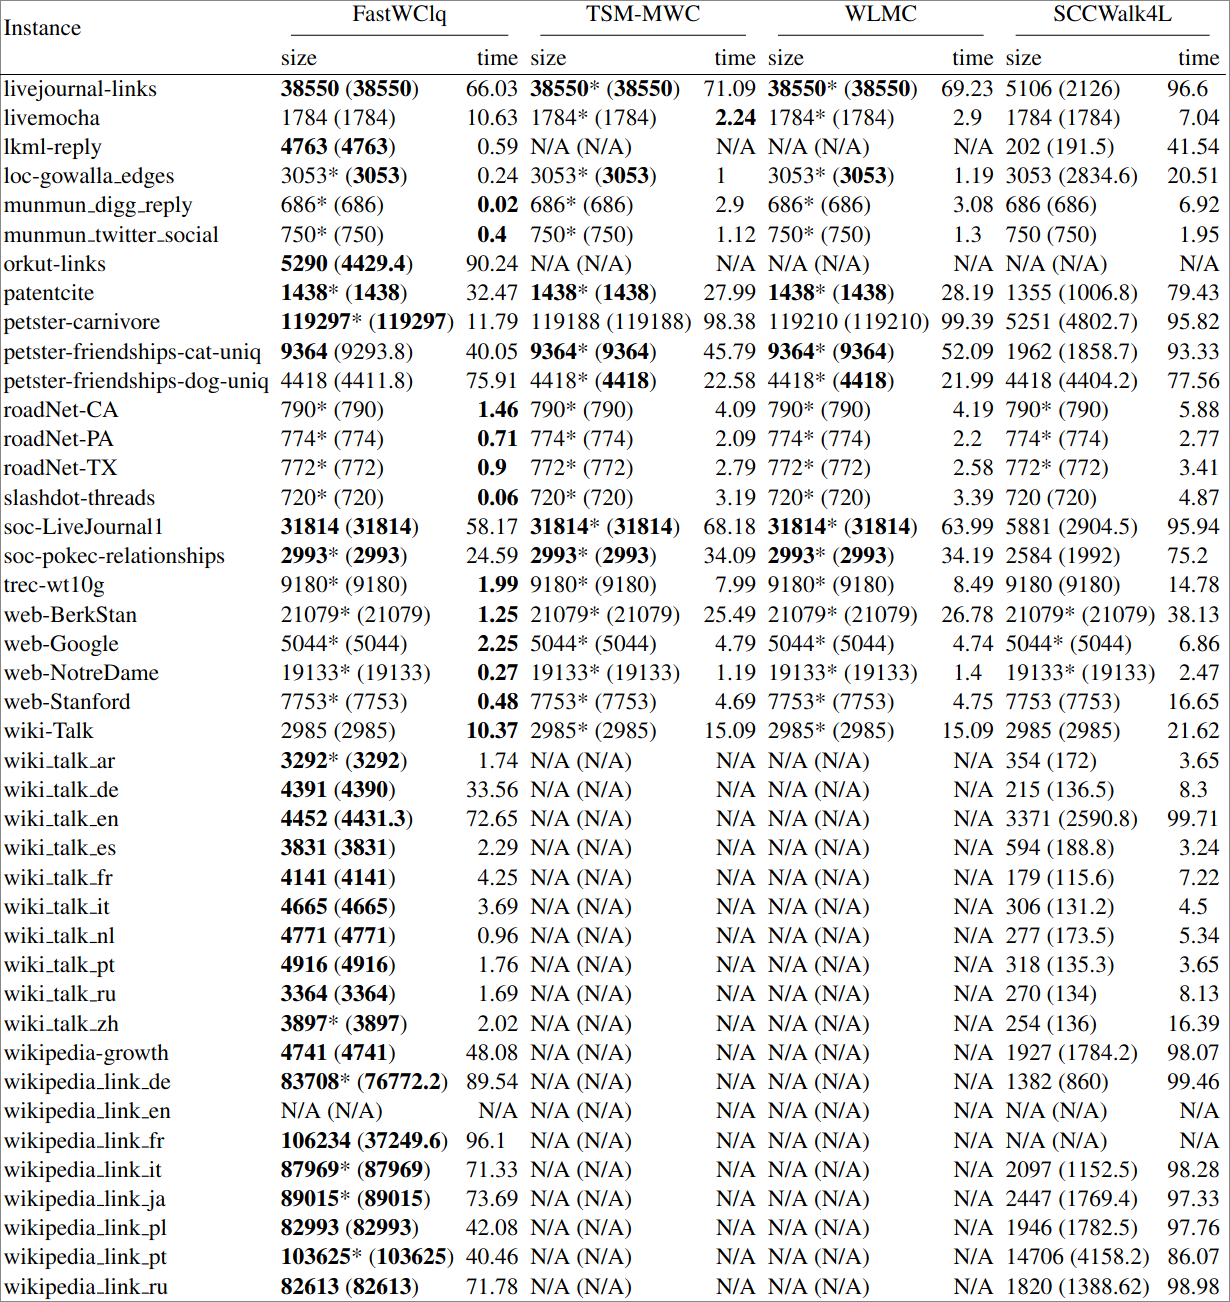 Instance FastWClq TSM-MWC WLMC SCCWalk4L
size time size time size time size time
livejournal-links 38550 (38550) 66.03 38550* (38550) 71.09 38550* (38550) 69.23 5106 (2126) 96.6
livemocha 1784 (1784) 10.63 1784* (1784) 2.24 1784* (1784) 2.9 1784 (1784) 7.04
lkml-reply 4763 (4763) 0.59 N/A (N/A) N/A N/A (N/A) N/A 202 (191.5) 41.54
loc-gowalla_edges 3053* (3053) 0.24 3053* (3053) 1 3053* (3053) 1.19 3053 (2834.6) 20.51
munmun_digg_reply 686* (686) 0.02 686* (686) 2.9 686* (686) 3.08 686 (686) 6.92
munmun_twitter_social 750* (750) 0.4 750* (750) 1.12 750* (750) 1.3 750 (750) 1.95
orkut-links 5290 (4429.4) 90.24 N/A (N/A) N/A N/A (N/A) N/A N/A (N/A) N/A
patentcite 1438* (1438) 32.47 1438* (1438) 27.99 1438* (1438) 28.19 1355 (1006.8) 79.43
petster-carnivore 119297* (119297) 11.79 119188 (119188) 98.38 119210 (119210) 99.39 5251 (4802.7) 95.82
petster-friendships-cat-uniq 9364 (9293.8) 40.05 9364* (9364) 45.79 9364* (9364) 52.09 1962 (1858.7) 93.33
petster-friendships-dog-uniq 4418 (4411.8) 75.91 4418* (4418) 22.58 4418* (4418) 21.99 4418 (4404.2) 77.56
roadNet-CA 790* (790) 1.46 790* (790) 4.09 790* (790) 4.19 790* (790) 5.88
roadNet-PA 774* (774) 0.71 774* (774) 2.09 774* (774) 2.2 774* (774) 2.77
roadNet-TX 772* (772) 0.9 772* (772) 2.79 772* (772) 2.58 772* (772) 3.41
slashdot-threads 720* (720) 0.06 720* (720) 3.19 720* (720) 3.39 720 (720) 4.87
soc-LiveJournal1 31814 (31814) 58.17 31814* (31814) 68.18 31814* (31814) 63.99 5881 (2904.5) 95.94
soc-pokec-relationships 2993* (2993) 24.59 2993* (2993) 34.09 2993* (2993) 34.19 2584 (1992) 75.2
trec-wt10g 9180* (9180) 1.99 9180* (9180) 7.99 9180* (9180) 8.49 9180 (9180) 14.78
web-BerkStan 21079* (21079) 1.25 21079* (21079) 25.49 21079* (21079) 26.78 21079* (21079) 38.13
web-Google 5044* (5044) 2.25 5044* (5044) 4.79 5044* (5044) 4.74 5044* (5044) 6.86
web-NotreDame 19133* (19133) 0.27 19133* (19133) 1.19 19133* (19133) 1.4 19133* (19133) 2.47
web-Stanford 7753* (7753) 0.48 7753* (7753) 4.69 7753* (7753) 4.75 7753 (7753) 16.65
wiki-Talk 2985 (2985) 10.37 2985* (2985) 15.09 2985* (2985) 15.09 2985 (2985) 21.62
wiki_talk_ar 3292* (3292) 1.74 N/A (N/A) N/A N/A (N/A) N/A 354 (172) 3.65
wiki_talk_de 4391 (4390) 33.56 N/A (N/A) N/A N/A (N/A) N/A 215 (136.5) 8.3
wiki_talk_en 4452 (4431.3) 72.65 N/A (N/A) N/A N/A (N/A) N/A 3371 (2590.8) 99.71
wiki_talk_es 3831 (3831) 2.29 N/A (N/A) N/A N/A (N/A) N/A 594 (188.8) 3.24
wiki_talk_fr 4141 (4141) 4.25 N/A (N/A) N/A N/A (N/A) N/A 179 (115.6) 7.22
wiki_talk_it 4665 (4665) 3.69 N/A (N/A) N/A N/A (N/A) N/A 306 (131.2) 4.5
wiki_talk_nl 4771 (4771) 0.96 N/A (N/A) N/A N/A (N/A) N/A 277 (173.5) 5.34
wiki_talk_pt 4916 (4916) 1.76 N/A (N/A) N/A N/A (N/A) N/A 318 (135.3) 3.65
wiki_talk_ru 3364 (3364) 1.69 N/A (N/A) N/A N/A (N/A) N/A 270 (134) 8.13
wiki_talk_zh 3897* (3897) 2.02 N/A (N/A) N/A N/A (N/A) N/A 254 (136) 16.39
wikipedia-growth 4741 (4741) 48.08 N/A (N/A) N/A N/A (N/A) N/A 1927 (1784.2) 98.07
wikipedia_link_de 83708* (76772.2) 89.54 N/A (N/A) N/A N/A (N/A) N/A 1382 (860) 99.46
wikipedia_link_en N/A (N/A) N/A N/A (N/A) N/A N/A (N/A) N/A N/A (N/A) N/A
wikipedia_link_fr 106234 (37249.6) 96.1 N/A (N/A) N/A N/A (N/A) N/A N/A (N/A) N/A
wikipedia_link_it 87969* (87969) 71.33 N/A (N/A) N/A N/A (N/A) N/A 2097 (1152.5) 98.28
wikipedia_link_ja 89015* (89015) 73.69 N/A (N/A) N/A N/A (N/A) N/A 2447 (1769.4) 97.33
wikipedia_link_pl 82993 (82993) 42.08 N/A (N/A) N/A N/A (N/A) N/A 1946 (1782.5) 97.76
wikipedia_link_pt 103625* (103625) 40.46 N/A (N/A) N/A N/A (N/A) N/A 14706 (4158.2) 86.07
wikipedia_link_ru 82613 (82613) 71.78 N/A (N/A) N/A N/A (N/A) N/A 1820 (1388.62) 98.98